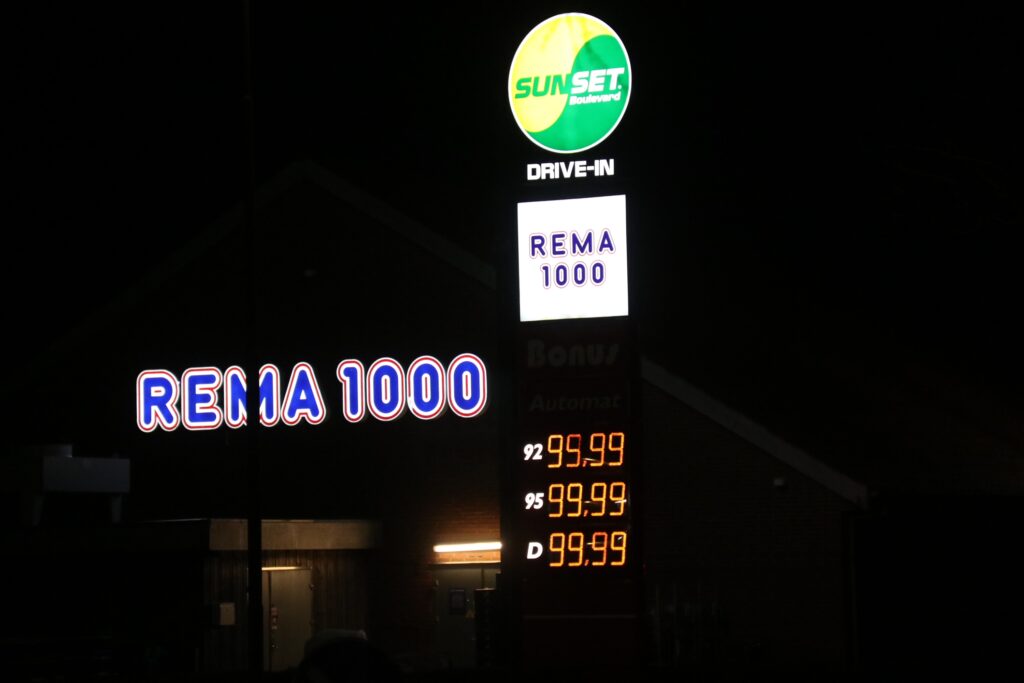 SUNSET
Boulevard
DRIVE-IN
REMA
1000
Bonus
Automat
REMA 1000
92 99,99
95 99,99
D 99,99